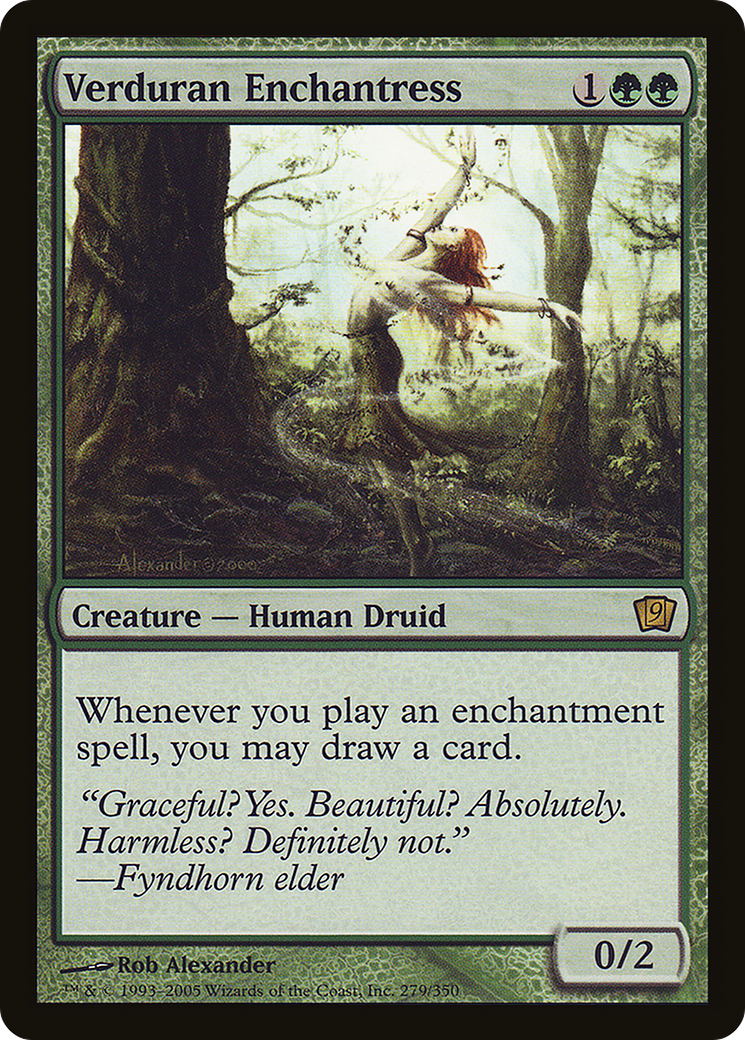 Verduran Enchantress 1
Alexander©2000
Creature — Human Druid 9
Whenever you play an enchantment
spell, you may draw a card.
“Graceful? Yes. Beautiful? Absolutely.
Harmless? Definitely not.”
—Fyndhorn elder
0/2
Rob Alexander
™ & © 1993–2005 Wizards of the Coast, Inc. 279/350